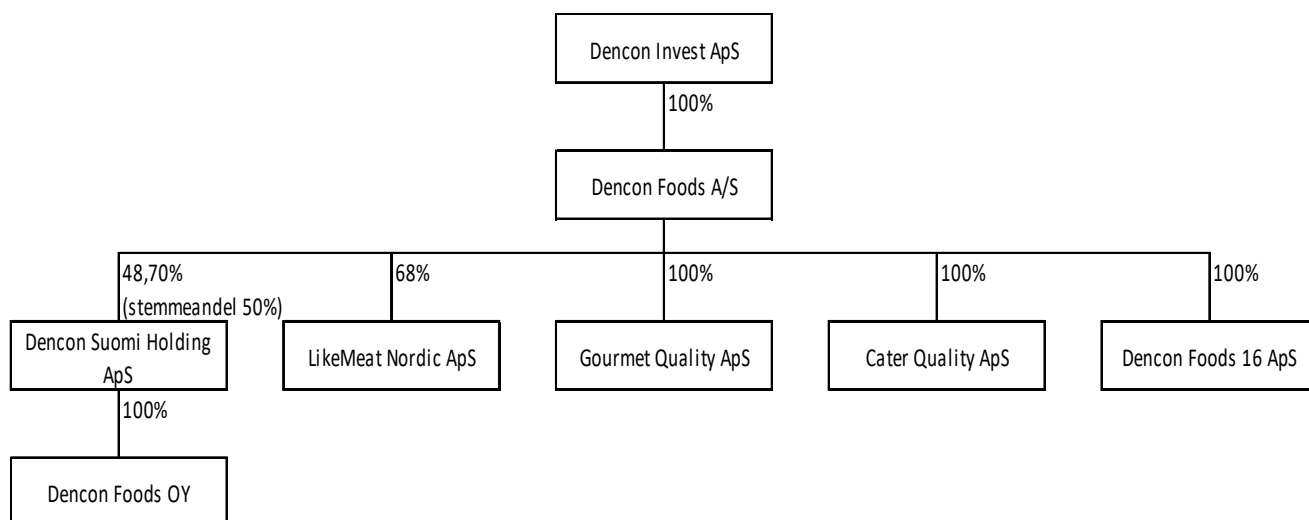 Dencon Invest ApS
100%
Dencon Foods A/S
48,70%
(stemmeandel 50%)
68%
100%
100%
100%
Dencon Suomi Holding
ApS
LikeMeat Nordic ApS
Gourmet Quality ApS
Cater Quality ApS
Dencon Foods 16 ApS
100%
Dencon Foods OY